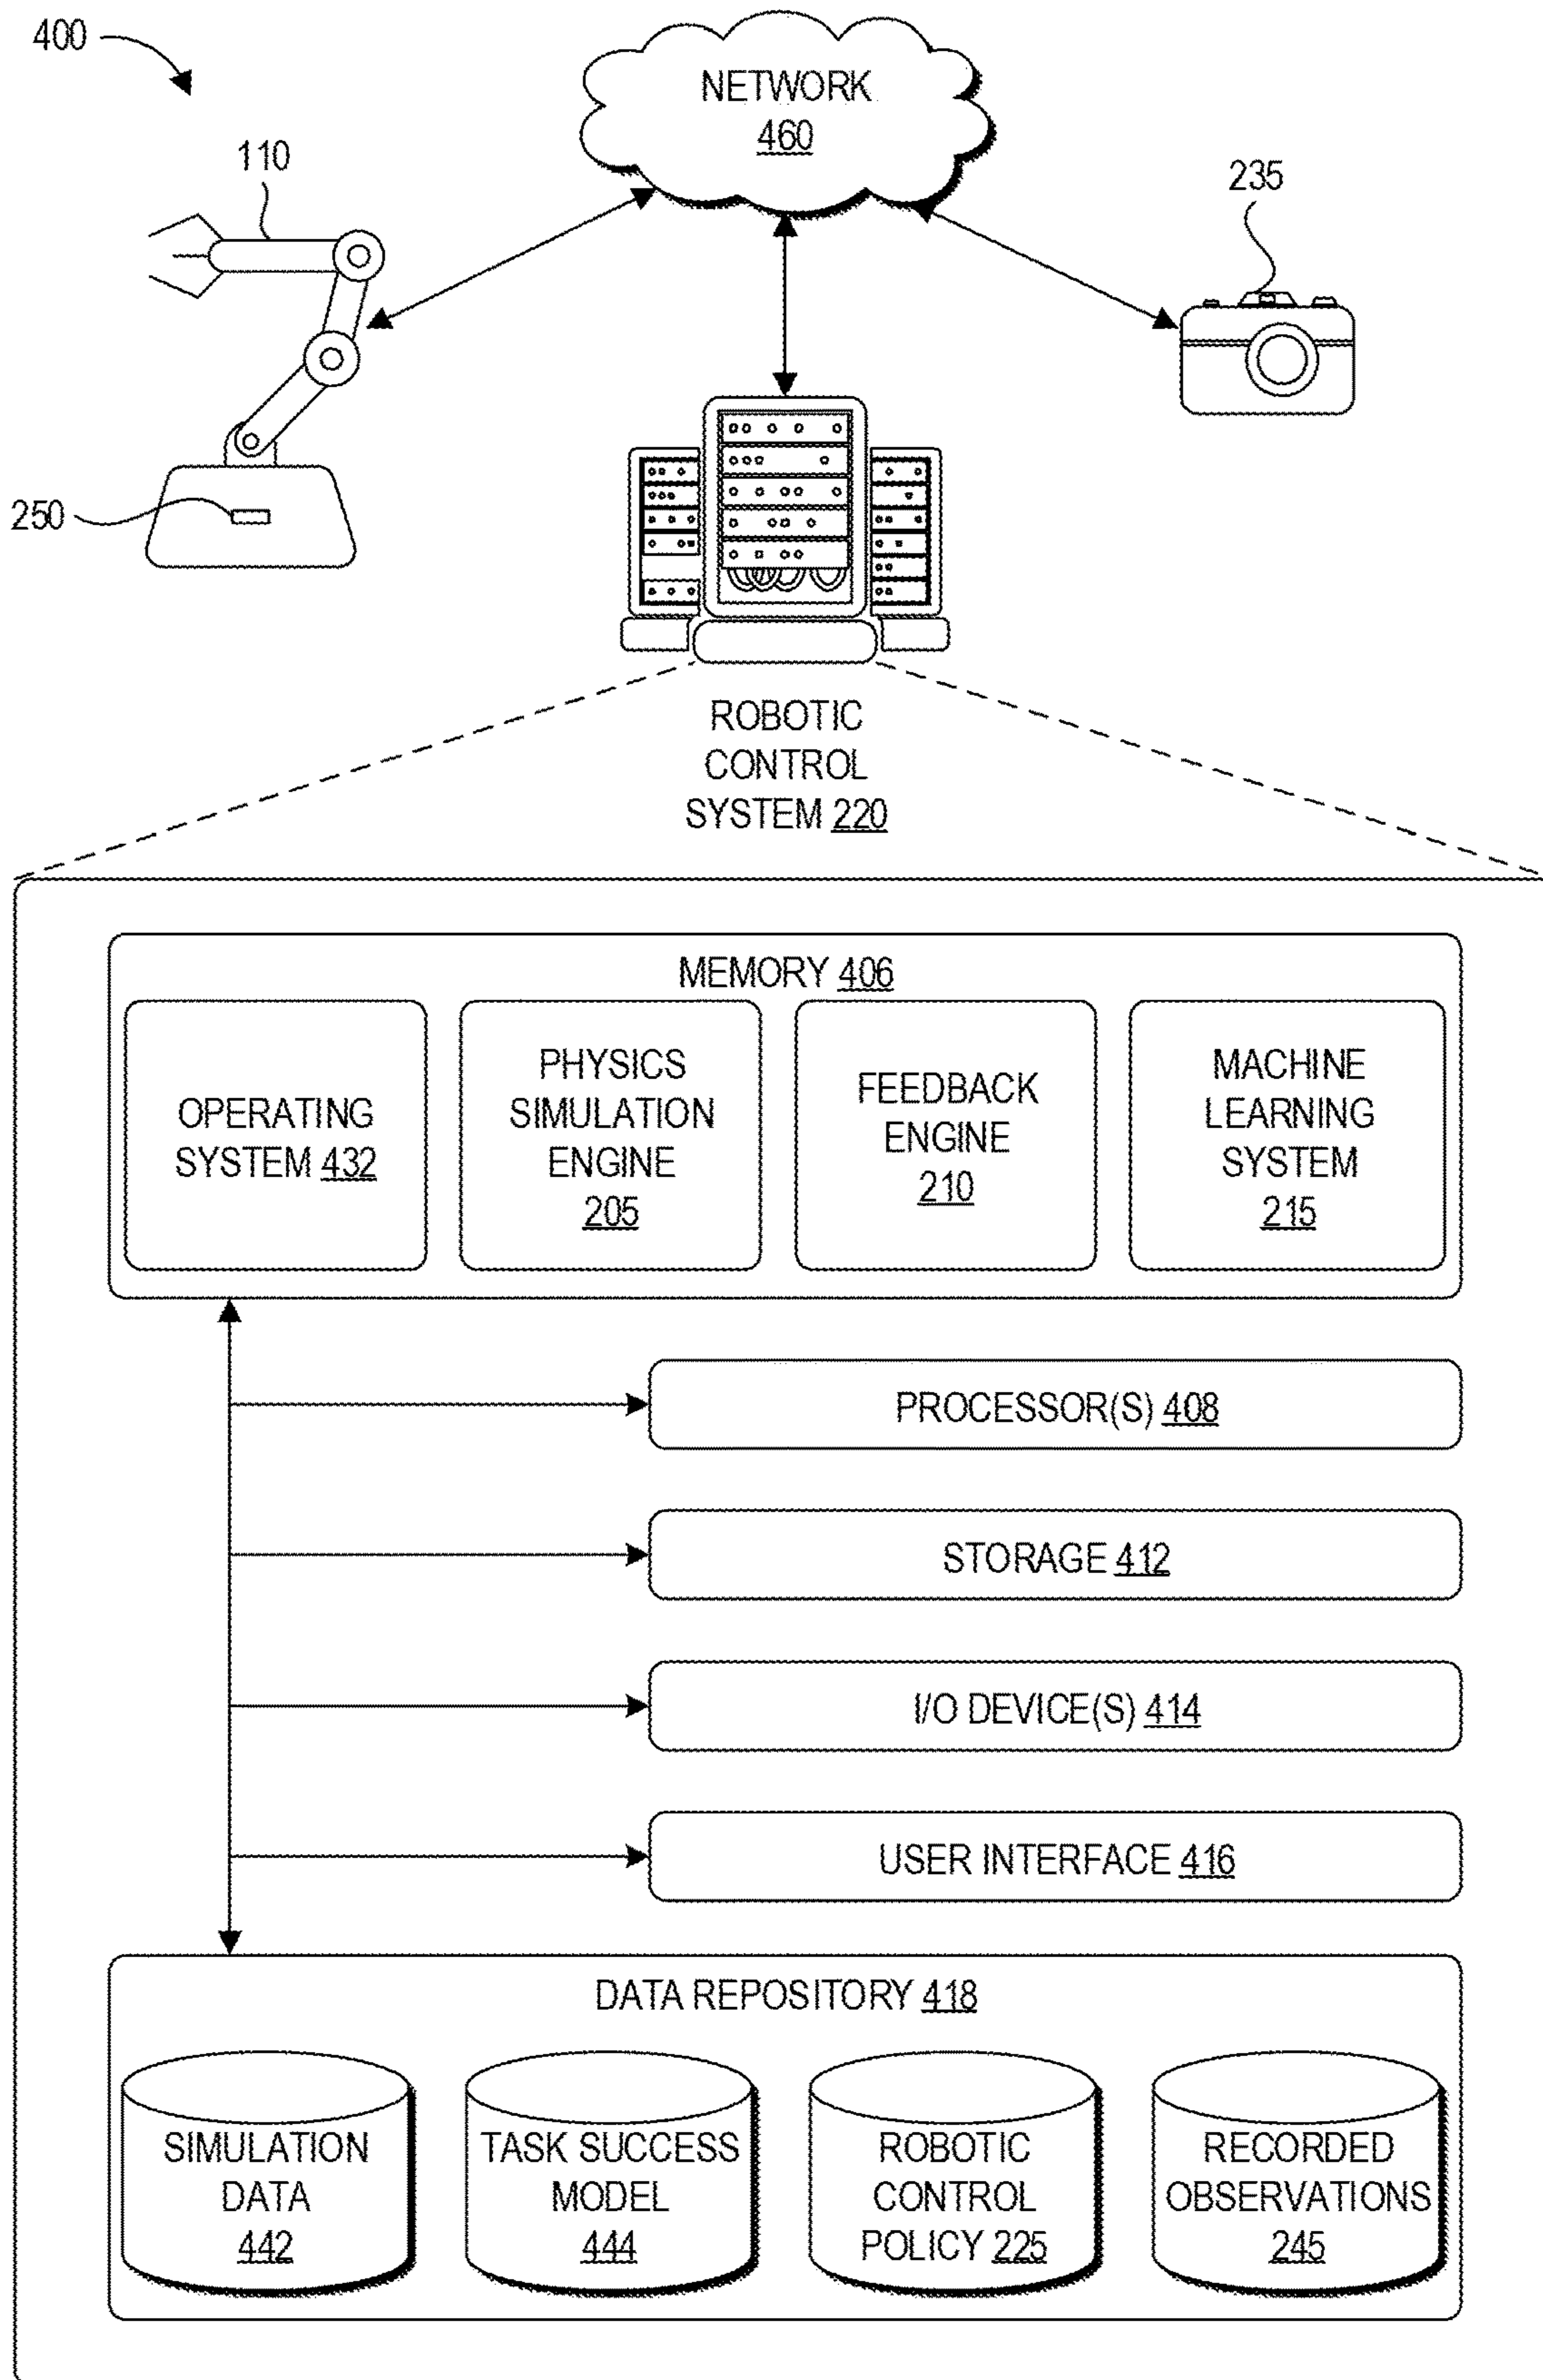 400
NETWORK
460
110
235
250
ROBOTIC
CONTROL
SYSTEM 220
MEMORY 406
OPERATING
SYSTEM 432
PHYSICS
SIMULATION
ENGINE
205
FEEDBACK
ENGINE
210
MACHINE
LEARNING
SYSTEM
215
PROCESSOR(S) 408
STORAGE 412
I/O DEVICE(S) 414
USER INTERFACE 416
DATA REPOSITORY 418
SIMULATION
DATA
442
TASK SUCCESS
MODEL
444
ROBOTIC
CONTROL
POLICY 225
RECORDED
OBSERVATIONS
245